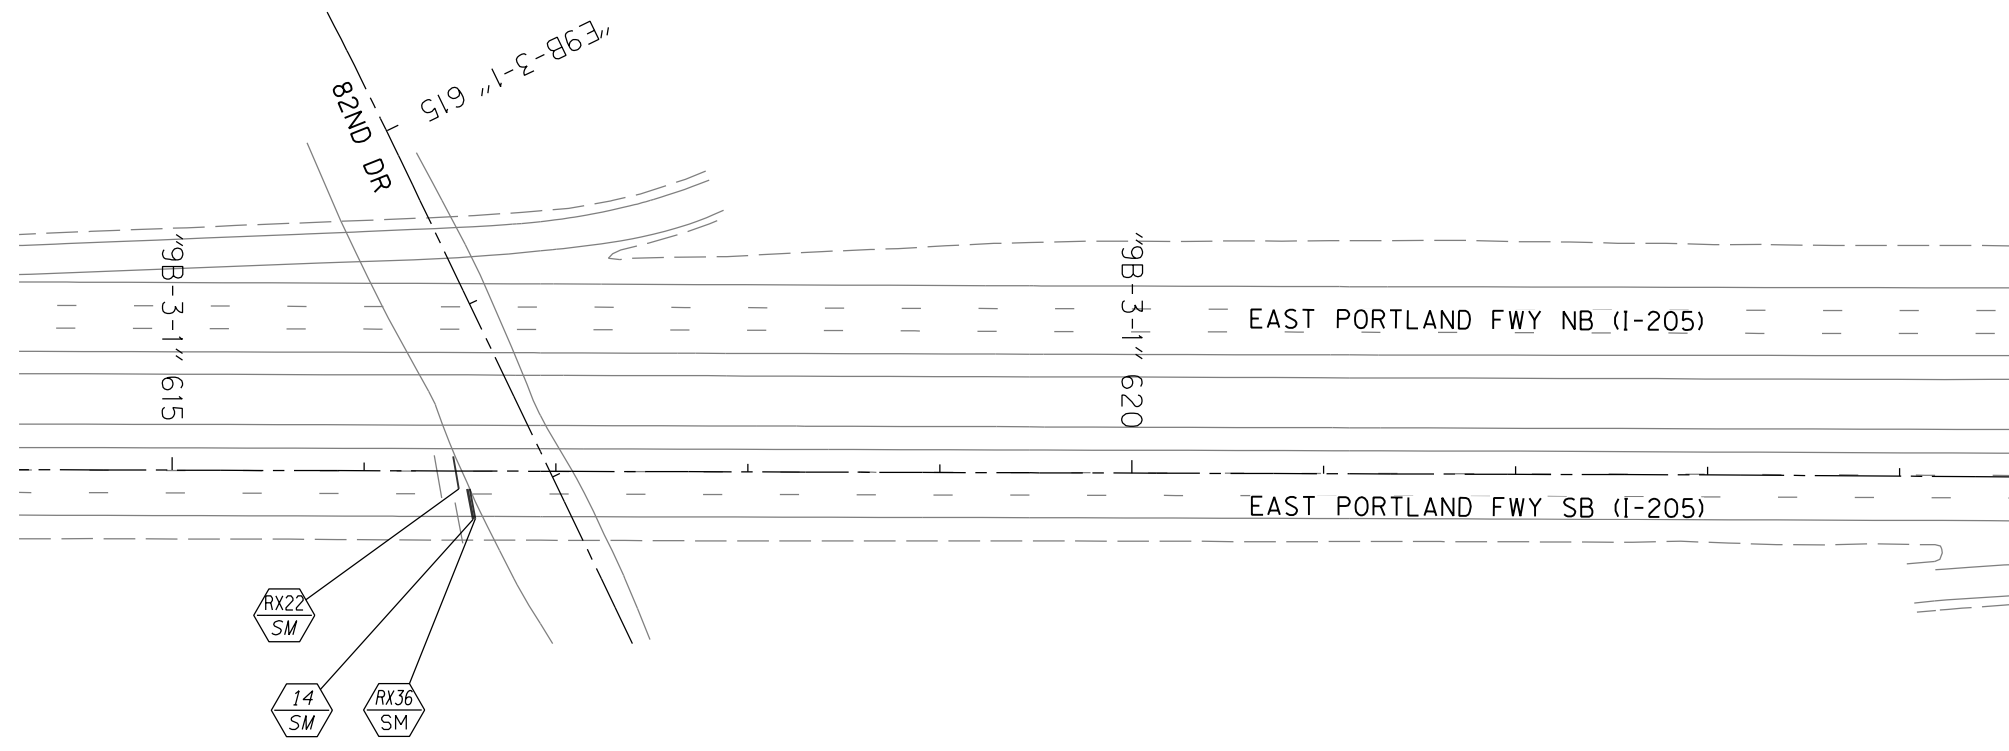 "E9B-3-1" 615
82ND DR
"9B-3-1" 615
"9B-3-1" 620
EAST PORTLAND FWY NB (I-205)
EAST PORTLAND FWY SB (I-205)
RX22
SM
14
SM
RX36
SM